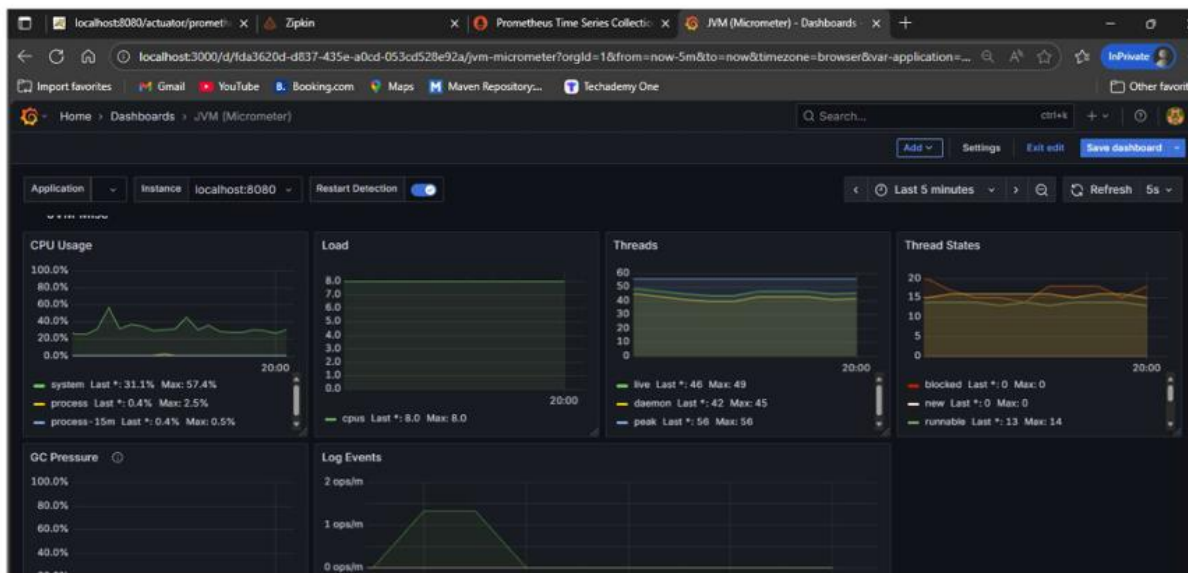 localhost:8080/actuator/prometh
Zipkin
Prometheus Time Series Collectio
JVM (Micrometer) - Dashboards -
localhost:3000/d/fda3620d-d837-435e-a0cd-053cd528e92a/jvm-micrometer?orgId=1&from=now-5m&to=now&timezone=browser&var-application=...
InPrivate
Import favorites
Gmail
YouTube
Booking.com
Maps
Maven Repository:...
Techademy One
Other favorit
Home › Dashboards › JVM (Micrometer)
Search...
ctrl+k
Add
Settings
Exit edit
Save dashboard
Application
Instance
localhost:8080
Restart Detection
Last 5 minutes
Refresh
5s
CPU Usage
100.0%
80.0%
60.0%
40.0%
20.0%
0.0%
20:00
system Last *: 31.1% Max: 57.4%
process Last *: 0.4% Max: 2.5%
process-15m Last *: 0.4% Max: 0.5%
Load
8.0
7.0
6.0
5.0
4.0
3.0
2.0
1.0
0.0
20:00
cpus Last *: 8.0 Max: 8.0
Threads
60
50
40
30
20
10
0
20:00
live Last *: 46 Max: 49
daemon Last *: 42 Max: 45
peak Last *: 56 Max: 56
Thread States
20
15
10
5
0
20:00
blocked Last *: 0 Max: 0
new Last *: 0 Max: 0
runnable Last *: 13 Max: 14
GC Pressure
100.0%
80.0%
60.0%
40.0%
Log Events
2 ops/m
1 ops/m
0 ops/m